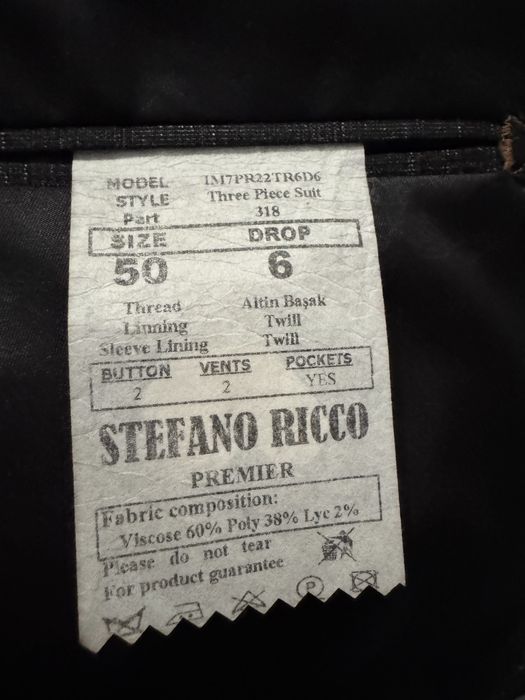 MODEL 1M7PR22TR6D6
STYLE Three Piece Suit
Part 318
SIZE DROP
50 6
Thread Altin Başak
Linning Twill
Sleeve Lining Twill
BUTTON VENTS POCKETS
2 2 YES
STEFANO RICCO
PREMIER
Fabric composition:
Viscose 60% Poly 38% Lyc 2%
Please do not tear
For product guarantee
P